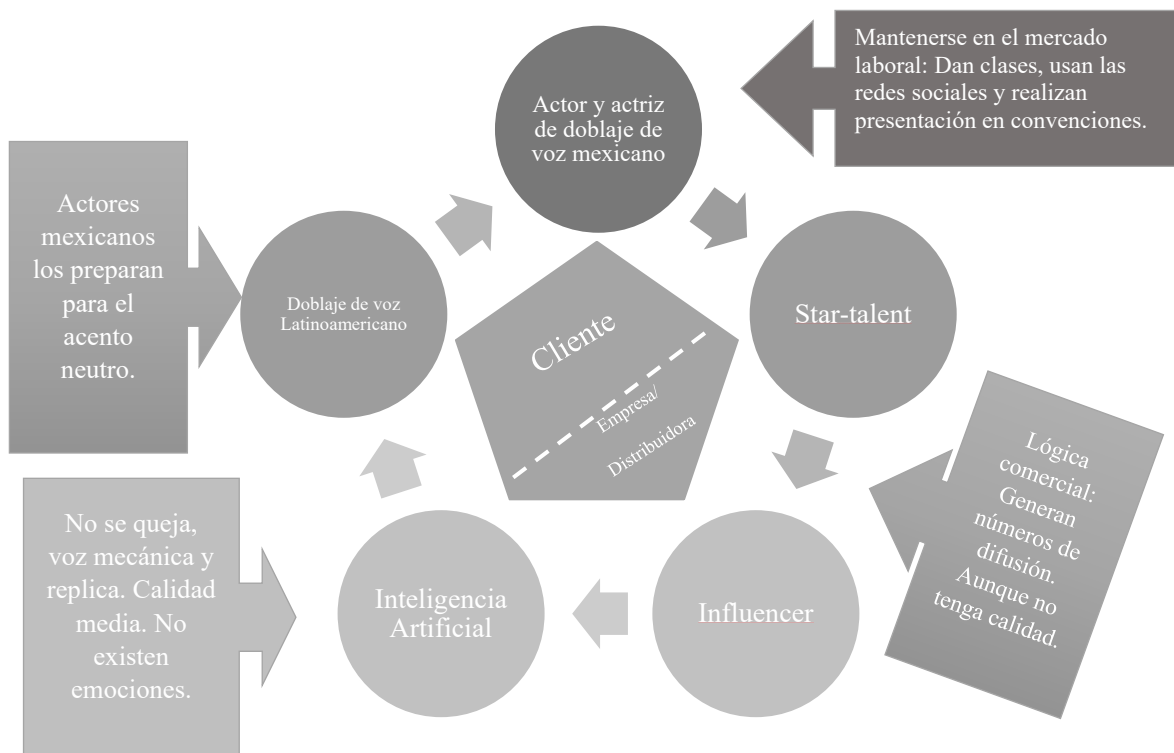 Mantenerse en el mercado
laboral: Dan clases, usan las
redes sociales y realizan
presentación en convenciones.
Actor y actriz
de doblaje de
voz mexicano
Actores
mexicanos
los preparan
para el
acento
neutro.
Doblaje de voz
Latinoamericano
Cliente
Empresa/
Distribuidora
Star-talent
Lógica
comercial:
Generan
números de
difusión.
Aunque no
tenga calidad.
No se queja,
voz mecánica y
replica. Calidad
media. No
existen
emociones.
Inteligencia
Artificial
Influencer